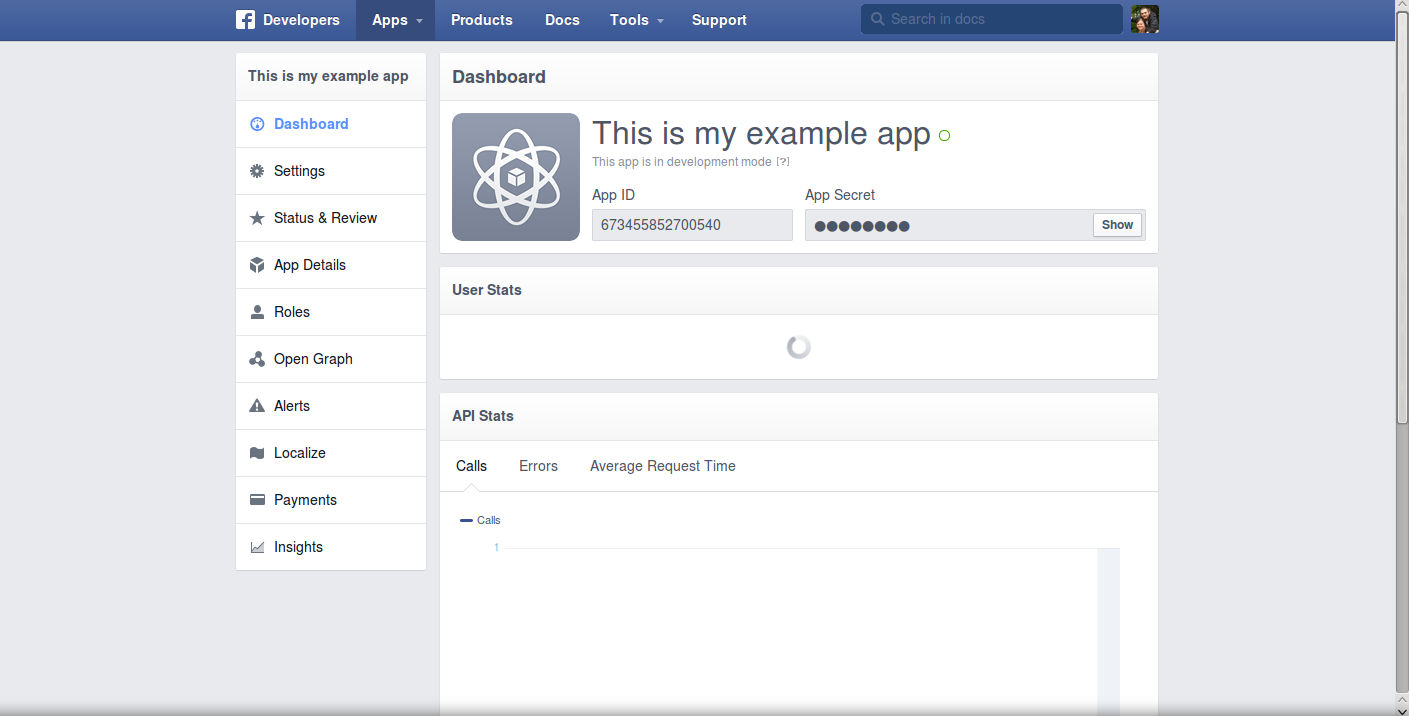 Developers Apps Products Docs Tools Support Search in docs
This is my example app
Dashboard
Settings
Status & Review
App Details
Roles
Open Graph
Alerts
Localize
Payments
Insights
Dashboard
This is my example app
This app is in development mode [?]
App ID App Secret
673455852700540 ●●●●●●●● Show
User Stats
API Stats
Calls Errors Average Request Time
Calls
1